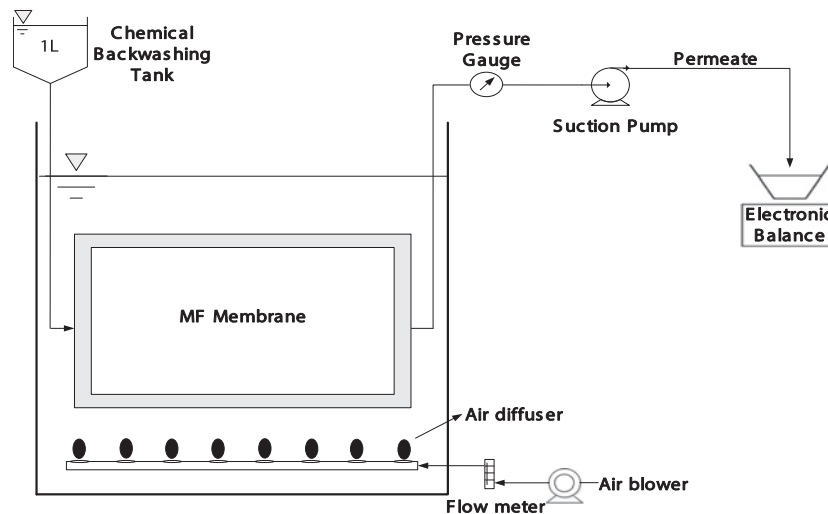 1L
Chemical
Backwashing
Tank
Pressure
Gauge
Permeate
Suction Pump
Electronic
Balance
MF Membrane
Air diffuser
Flow meter
Air blower